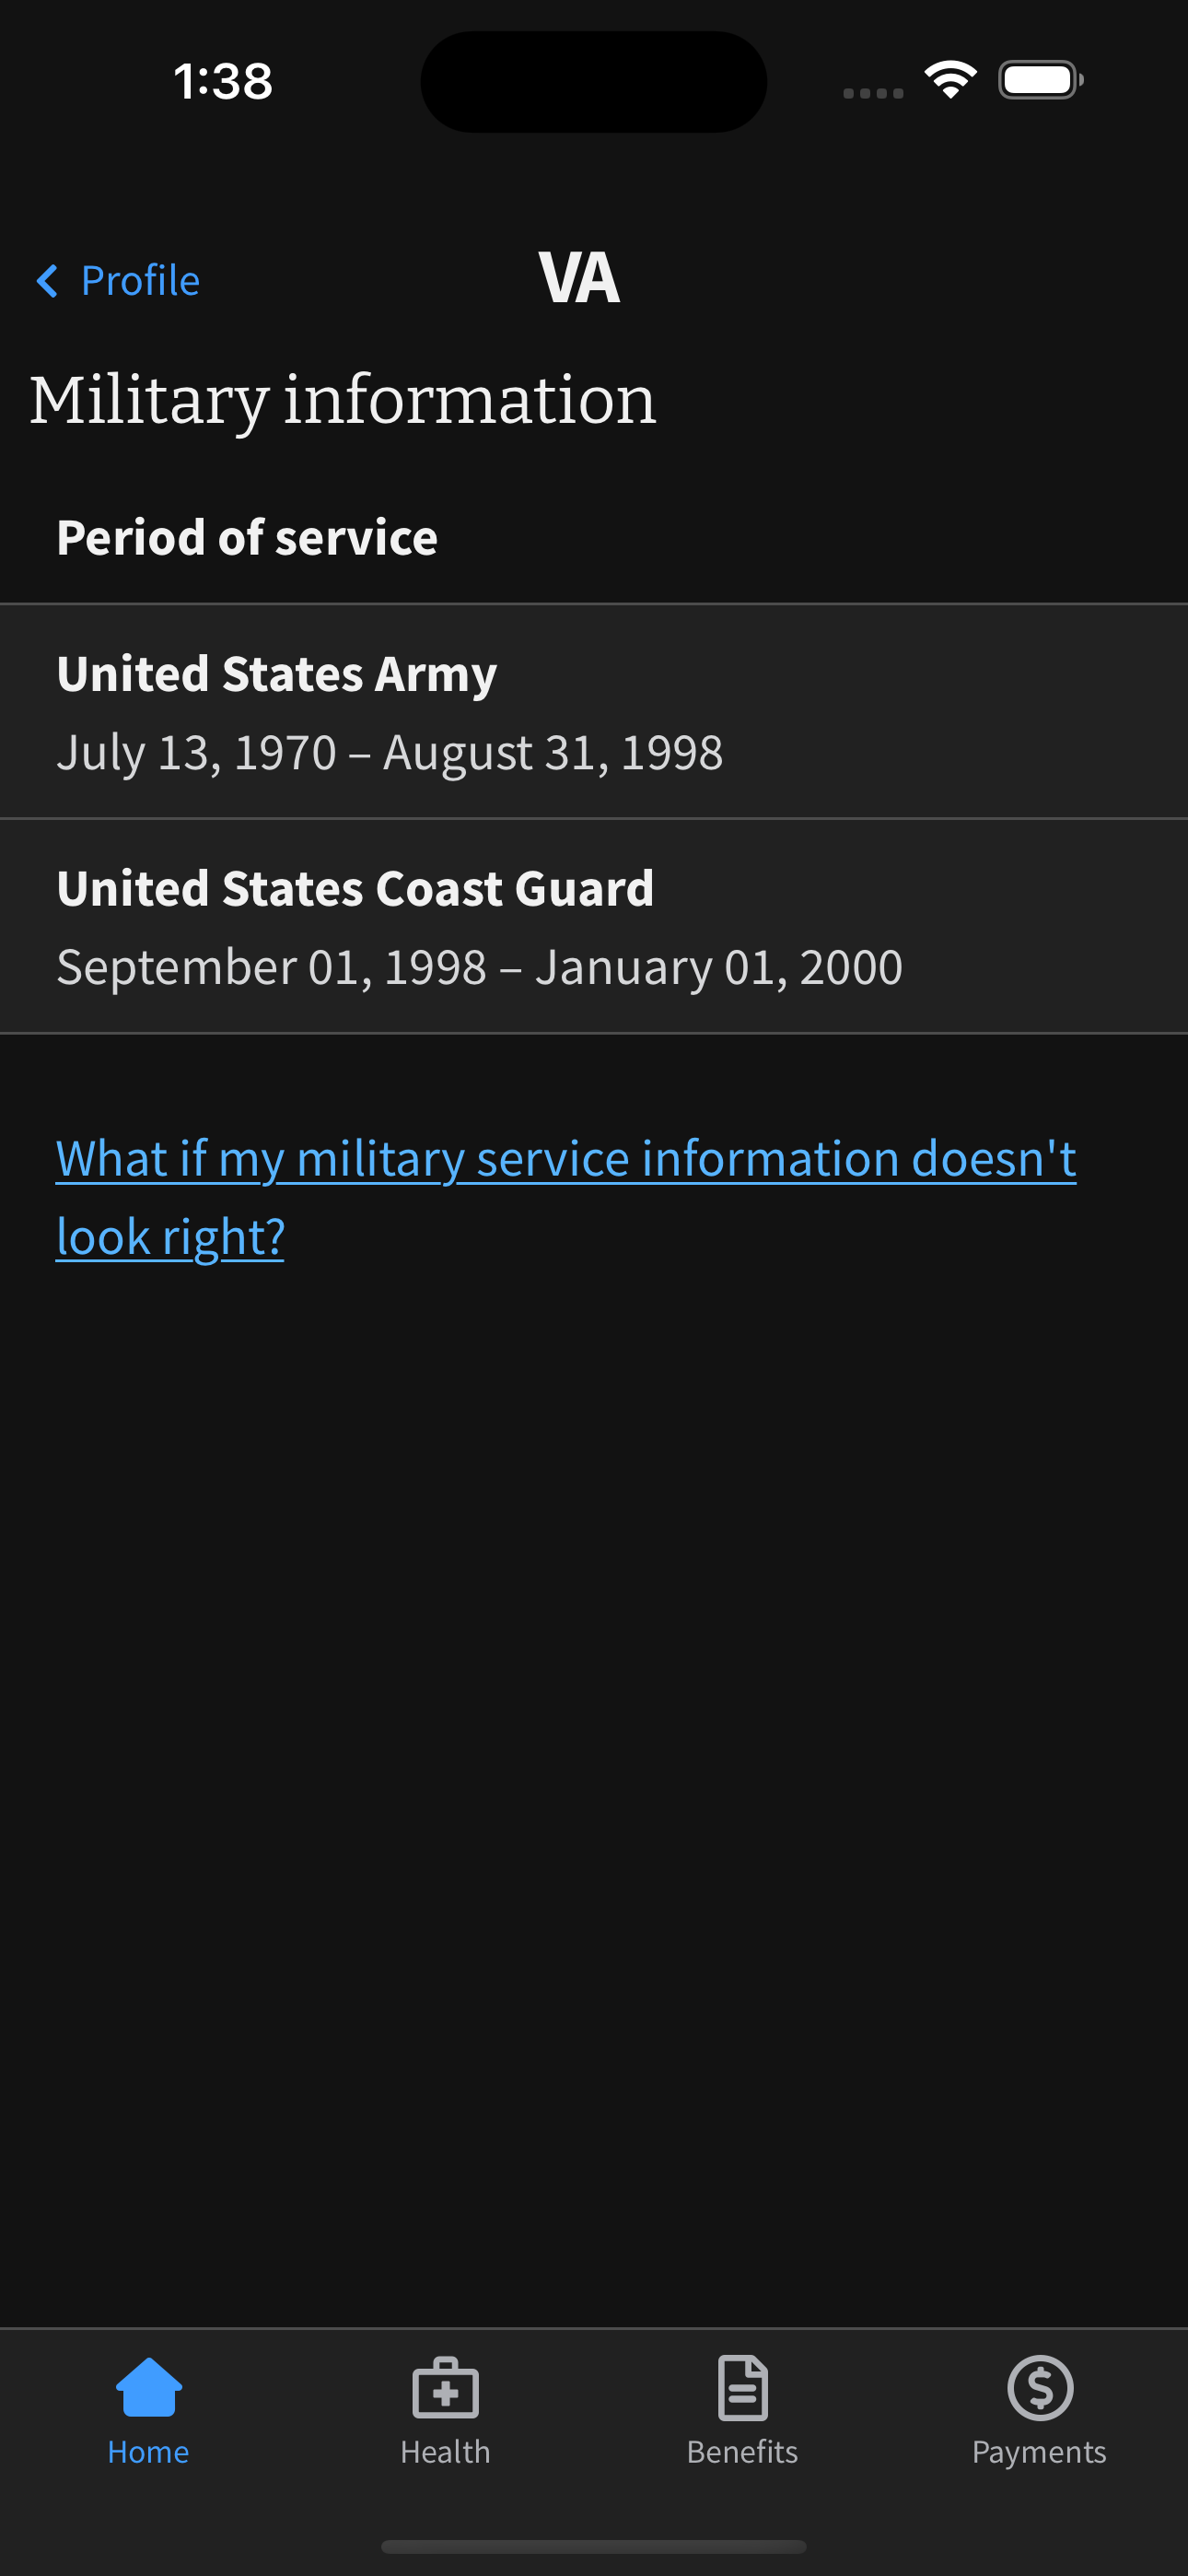 1:38
Profile
VA
Military information
Period of service
United States Army
July 13, 1970 – August 31, 1998
United States Coast Guard
September 01, 1998 – January 01, 2000
What if my military service information doesn't
look right?
Home
Health
Benefits
Payments